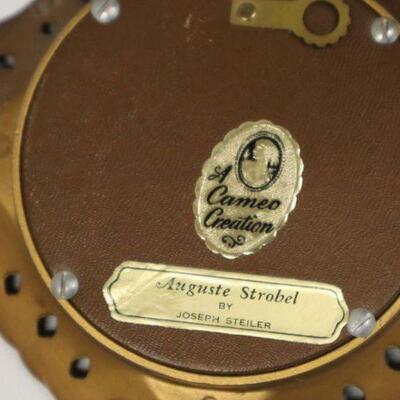 A
Cameo
Creation
Auguste Strobel
BY
JOSEPH STEILER